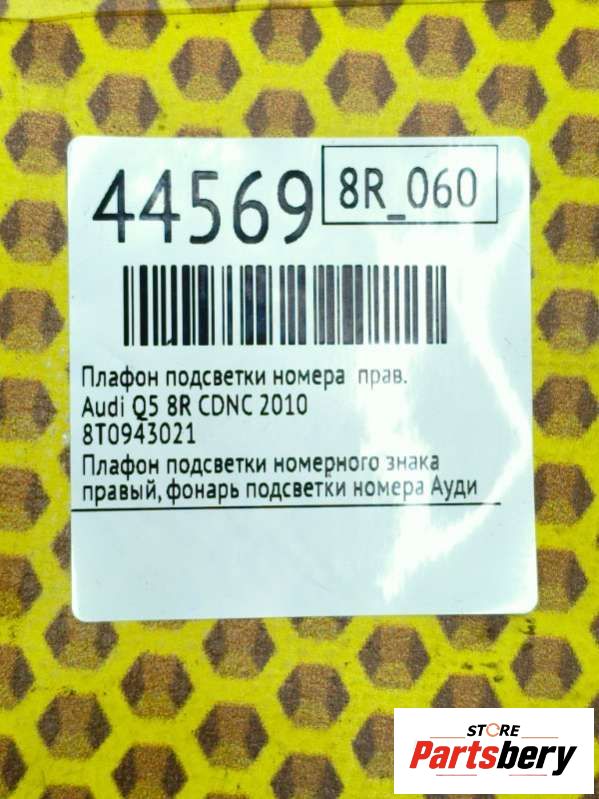 44569
8R_060
Плафон подсветки номера прав.
Audi Q5 8R CDNC 2010
8T0943021
Плафон подсветки номерного знака
правый, фонарь подсветки номера Ауди
STORE
Partsbery